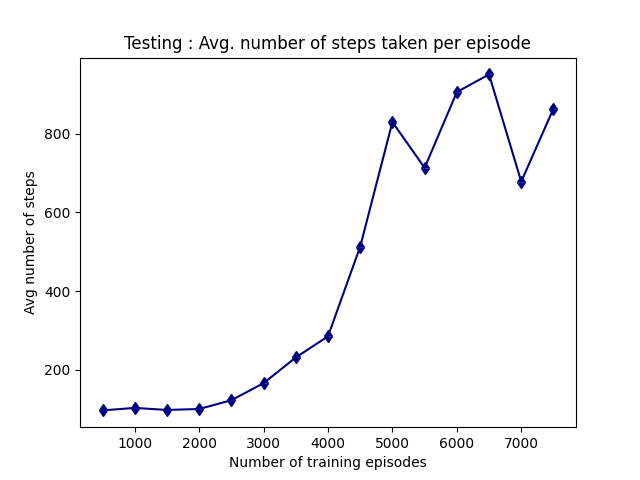 Testing : Avg. number of steps taken per episode
Avg number of steps
800
600
400
200
1000 2000 3000 4000 5000 6000 7000
Number of training episodes